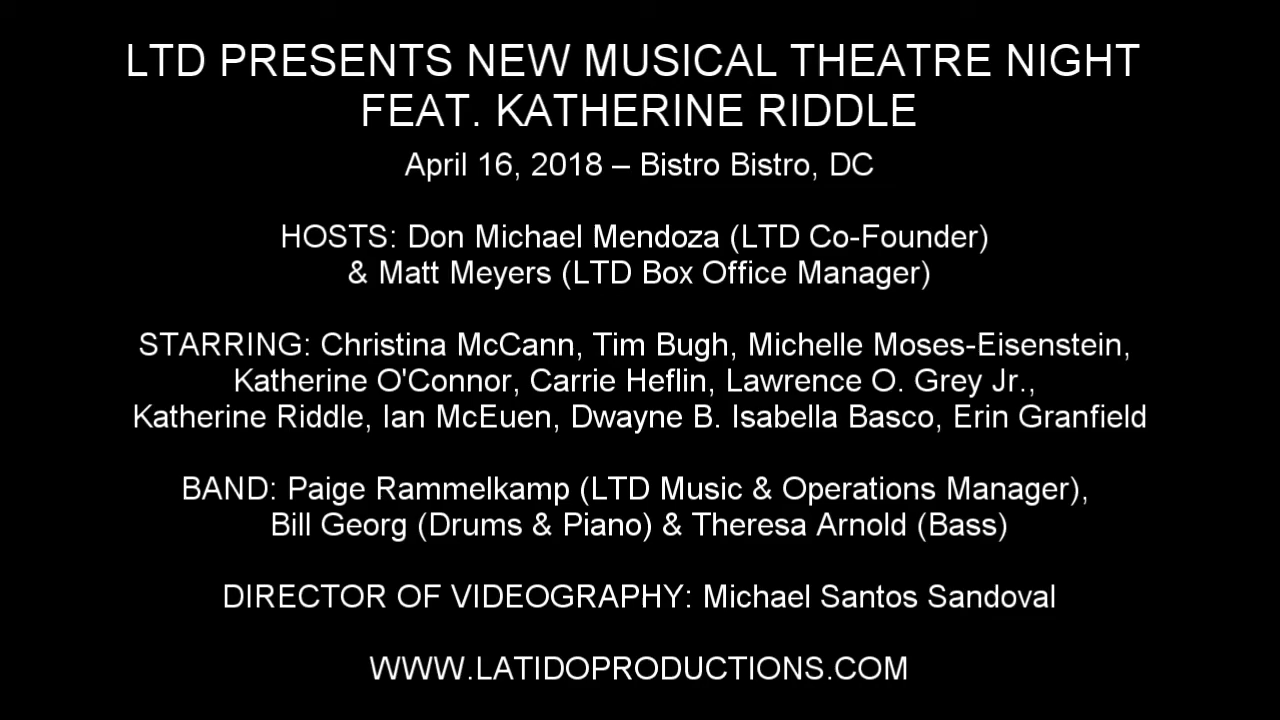 LTD PRESENTS NEW MUSICAL THEATRE NIGHT
FEAT. KATHERINE RIDDLE
April 16, 2018 – Bistro Bistro, DC
HOSTS: Don Michael Mendoza (LTD Co-Founder)
& Matt Meyers (LTD Box Office Manager)
STARRING: Christina McCann, Tim Bugh, Michelle Moses-Eisenstein,
Katherine O'Connor, Carrie Heflin, Lawrence O. Grey Jr.,
Katherine Riddle, Ian McEuen, Dwayne B. Isabella Basco, Erin Granfield
BAND: Paige Rammelkamp (LTD Music & Operations Manager),
Bill Georg (Drums & Piano) & Theresa Arnold (Bass)
DIRECTOR OF VIDEOGRAPHY: Michael Santos Sandoval
WWW.LATIDOPRODUCTIONS.COM